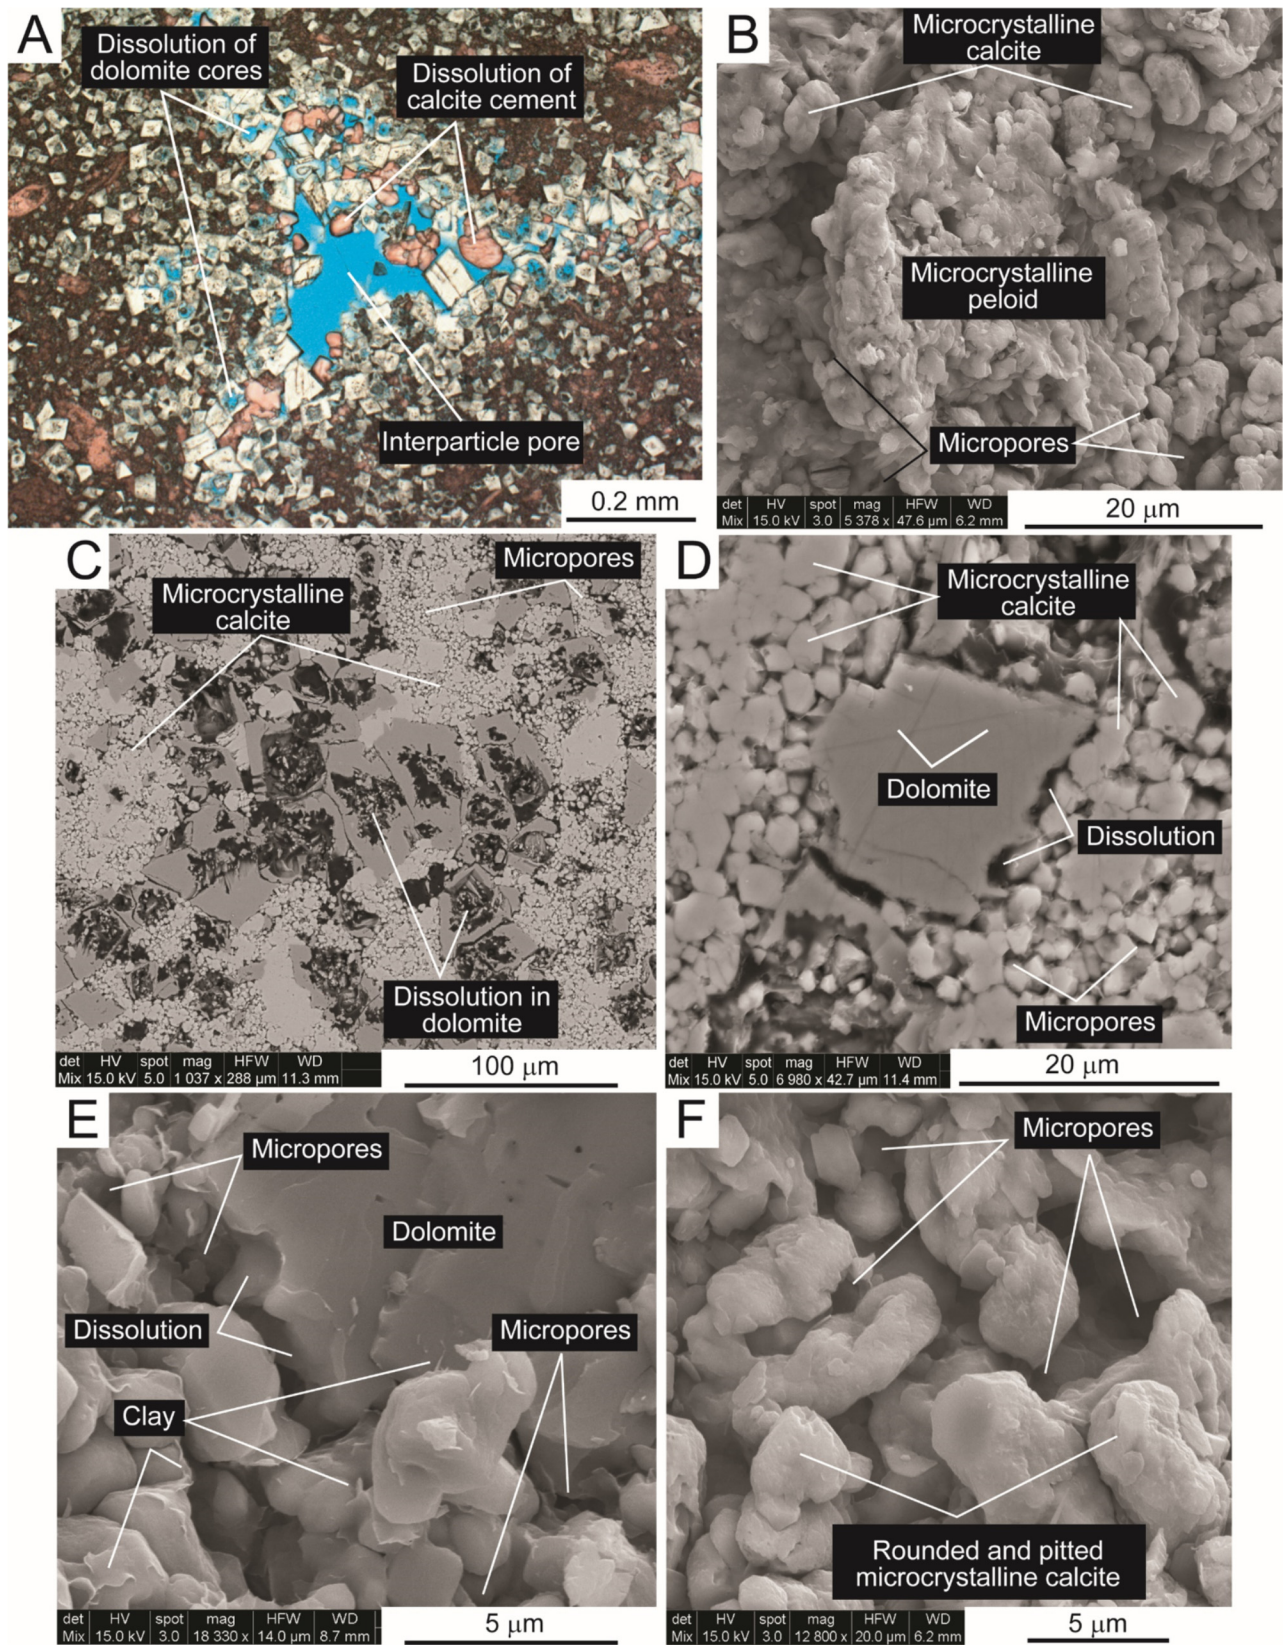 A
Dissolution of
dolomite cores
Dissolution of
calcite cement
Interparticle pore
0.2 mm
B
Microcrystalline
calcite
Microcrystalline
peloid
Micropores
det HV spot mag HFW WD
Mix 15.0 kV 3.0 5 378 x 47.6 µm 6.2 mm
20 µm
C
Micropores
Microcrystalline
calcite
Dissolution in
dolomite
det HV spot mag HFW WD
Mix 15.0 kV 5.0 1 037 x 288 µm 11.3 mm
100 µm
D
Microcrystalline
calcite
Dolomite
Dissolution
Micropores
det HV spot mag HFW WD
Mix 15.0 kV 5.0 6 980 x 42.7 µm 11.4 mm
20 µm
E
Micropores
Dolomite
Dissolution
Micropores
Clay
det HV spot mag HFW WD
Mix 15.0 kV 3.0 18 330 x 14.0 µm 8.7 mm
5 µm
F
Micropores
Rounded and pitted
microcrystalline calcite
det HV spot mag HFW WD
Mix 15.0 kV 3.0 12 800 x 20.0 µm 6.2 mm
5 µm